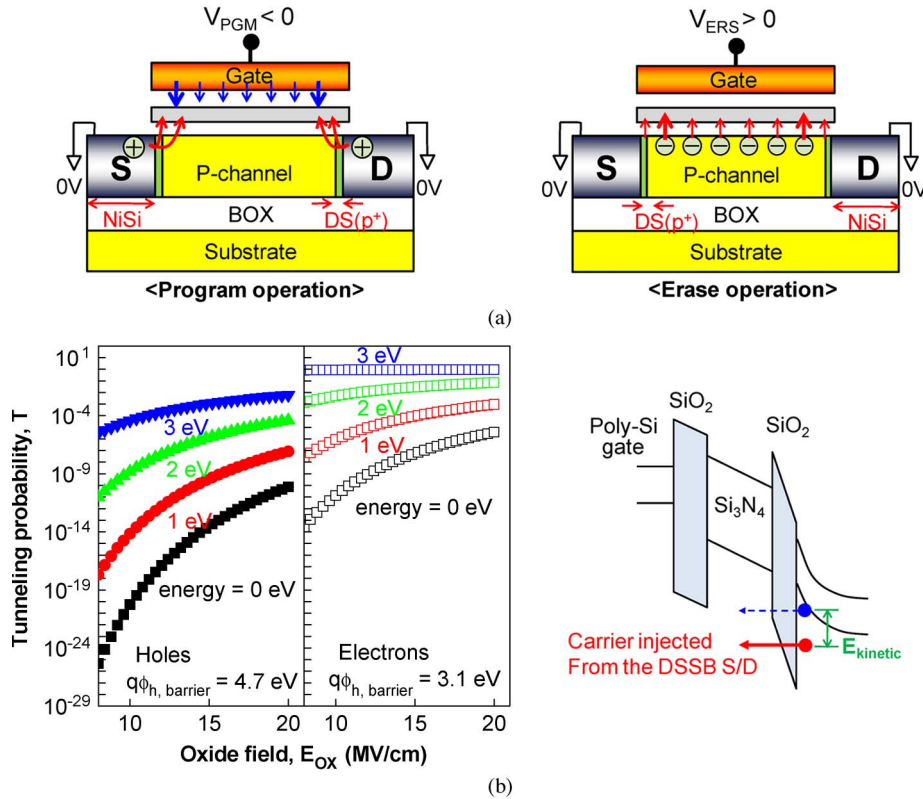 V_PGM < 0
Gate
S
P-channel
D
0V
0V
NiSi
BOX
DS(p⁺)
Substrate
<Program operation>
V_ERS > 0
Gate
S
P-channel
D
0V
0V
DS(p⁺)
BOX
NiSi
Substrate
<Erase operation>
(a)
Tunneling probability, T
10¹
10⁻⁴
10⁻⁹
10⁻¹⁴
10⁻¹⁹
10⁻²⁴
10⁻²⁹
3 eV
2 eV
1 eV
energy = 0 eV
Holes
qϕ_h, barrier = 4.7 eV
3 eV
2 eV
1 eV
energy = 0 eV
Electrons
qϕ_h, barrier = 3.1 eV
10 15 20
10 15 20
Oxide field, E_OX (MV/cm)
Poly-Si
gate
SiO₂
Si₃N₄
SiO₂
Carrier injected
From the DSSB S/D
E_kinetic
(b)